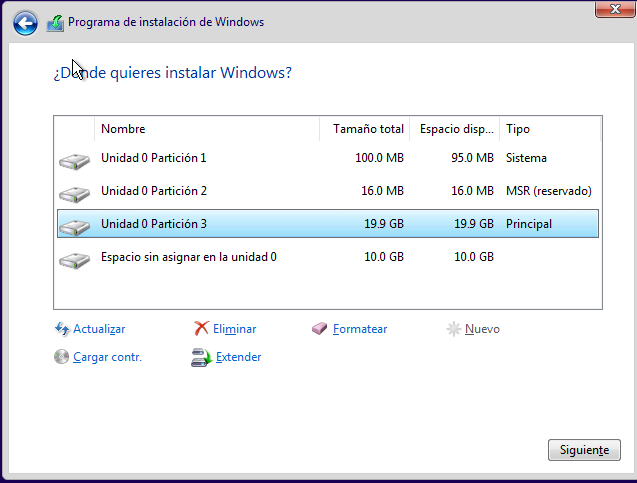 Programa de instalación de Windows
¿Dónde quieres instalar Windows?
Nombre Tamaño total Espacio disp... Tipo
Unidad 0 Partición 1 100.0 MB 95.0 MB Sistema
Unidad 0 Partición 2 16.0 MB 16.0 MB MSR (reservado)
Unidad 0 Partición 3 19.9 GB 19.9 GB Principal
Espacio sin asignar en la unidad 0 10.0 GB 10.0 GB
Actualizar Eliminar Formatear Nuevo
Cargar contr. Extender
Siguiente